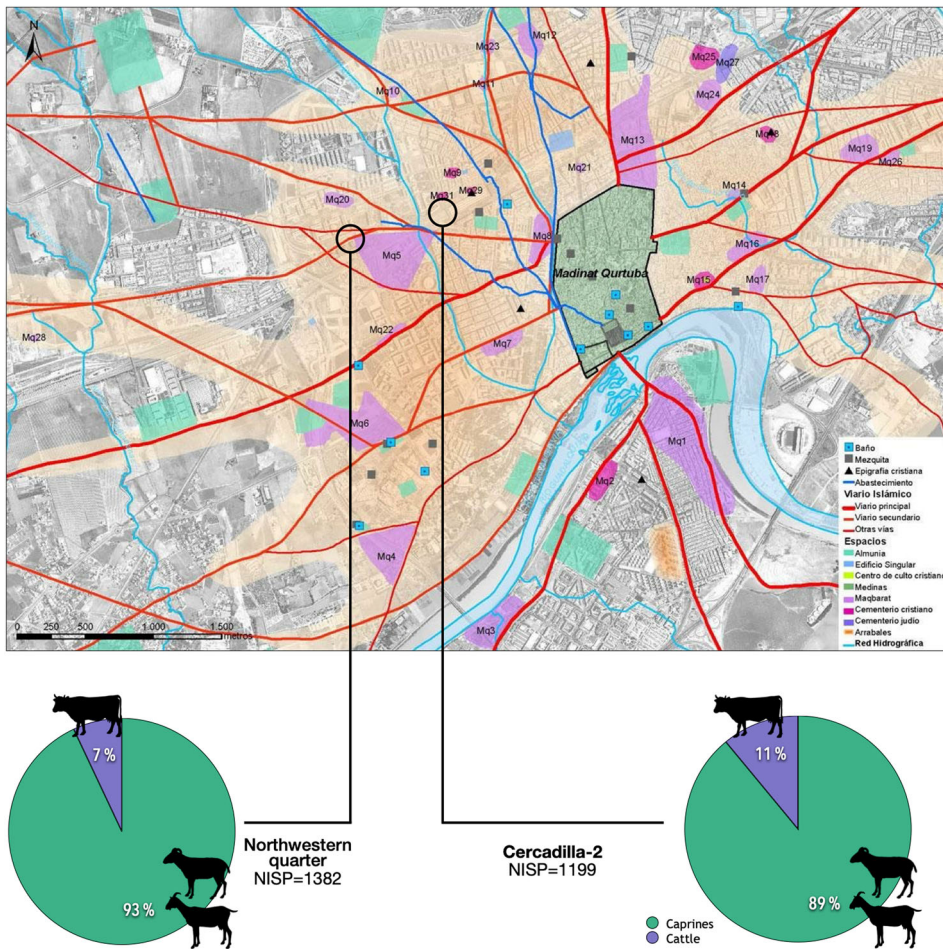 N
Mq23
Mq12
Mq25
Mq27
Mq10
Mq11
Mq24
Mq13
Mq18
Mq19
Mq26
Mq21
Mq9
Mq29
Mq31
Mq14
Mq20
Mq8
Mq5
Mq16
Madinat Qurtuba
Mq15
Mq17
Mq28
Mq22
Mq7
Mq6
Mq1
Mq2
Mq4
Mq3
0 250 500 1.000 1.500
metros
Baño
Mezquita
Epigrafia cristiana
Abastecimiento
Viario Islámico
Viario principal
Viario secundario
Otras vías
Espacios
Almunia
Edificio Singular
Centro de culto cristiano
Medinas
Maqbarat
Cementerio cristiano
Cementerio judio
Arrabales
Red Hidrográfica
7 %
93 %
Northwestern
quarter
NISP=1382
Cercadilla-2
NISP=1199
11 %
89 %
Caprines
Cattle